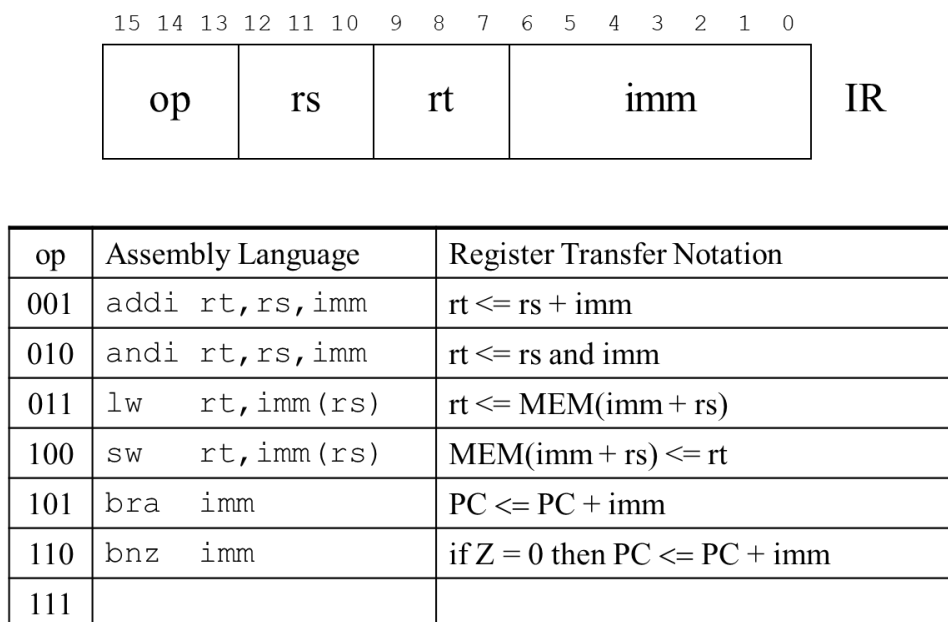 15 14 13 12 11 10 9 8 7 6 5 4 3 2 1 0
op rs rt imm IR
op Assembly Language Register Transfer Notation
001 addi rt,rs,imm rt <= rs + imm
010 andi rt,rs,imm rt <= rs and imm
011 lw rt,imm(rs) rt <= MEM(imm + rs)
100 sw rt,imm(rs) MEM(imm + rs) <= rt
101 bra imm PC <= PC + imm
110 bnz imm if Z = 0 then PC <= PC + imm
111